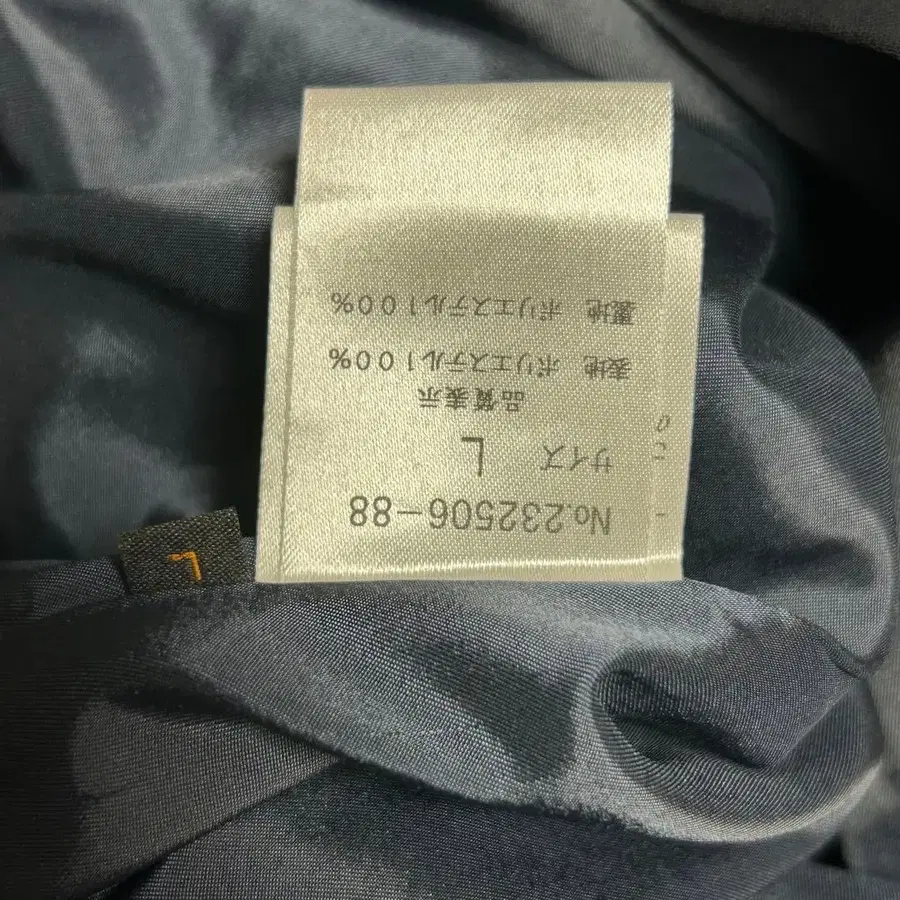 No.232506-88
サイズ L
品質表示
表地 ポリエステル100%
裏地 ポリエステル100%
L